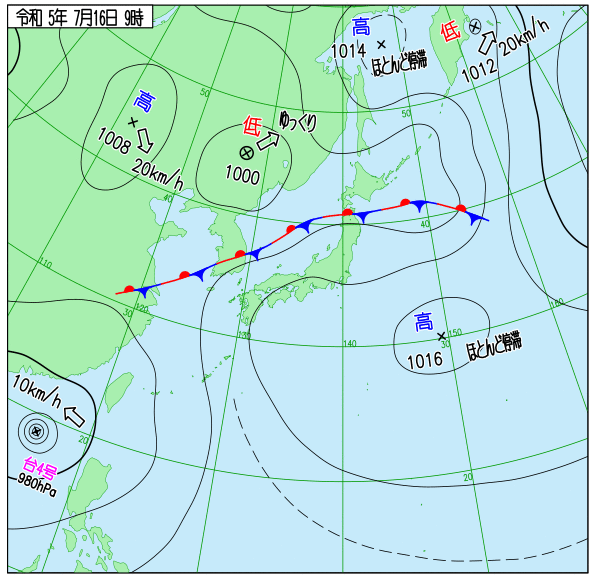 令和 5年 7月16日 9時
高
1014
ほとんど停滞
低
1012
20km/h
高
1008
20km/h
低
ゆっくり
1000
50
50
40
40
110
120
30
130
140
30
150
160
高
1016
ほとんど停滞
10km/h
20
台4号
980hPa
20